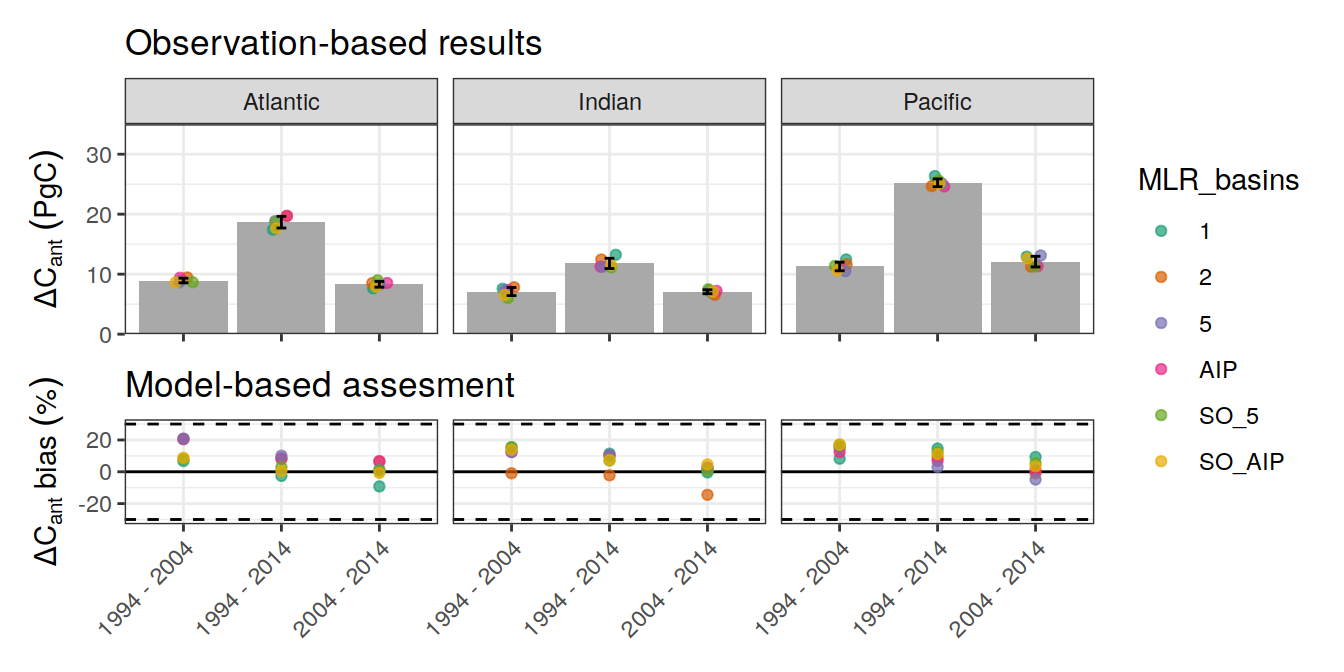 Observation-based results
Atlantic
Indian
Pacific
ΔCant (PgC)
30
20
10
0
Model-based assesment
ΔCant bias (%)
20
0
-20
1994 - 2004
1994 - 2014
2004 - 2014
1994 - 2004
1994 - 2014
2004 - 2014
1994 - 2004
1994 - 2014
2004 - 2014
MLR_basins
1
2
5
AIP
SO_5
SO_AIP